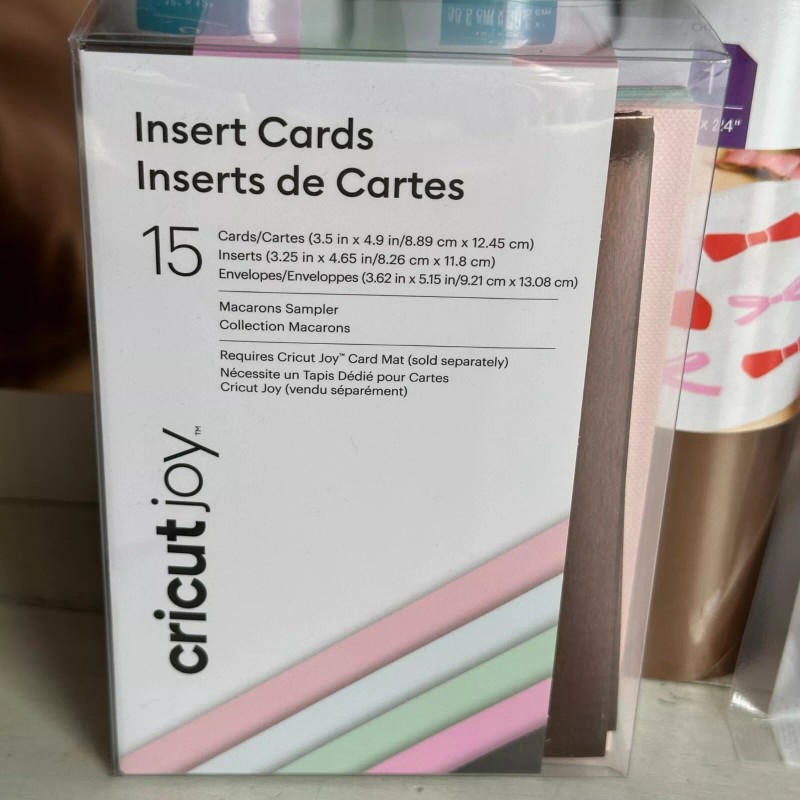 Insert Cards
Inserts de Cartes
15
Cards/Cartes (3.5 in x 4.9 in/8.89 cm x 12.45 cm)
Inserts (3.25 in x 4.65 in/8.26 cm x 11.8 cm)
Envelopes/Enveloppes (3.62 in x 5.15 in/9.21 cm x 13.08 cm)
Macarons Sampler
Collection Macarons
Requires Cricut Joy™ Card Mat (sold separately)
Nécessite un Tapis Dédié pour Cartes
Cricut Joy (vendu séparément)
cricut joy™